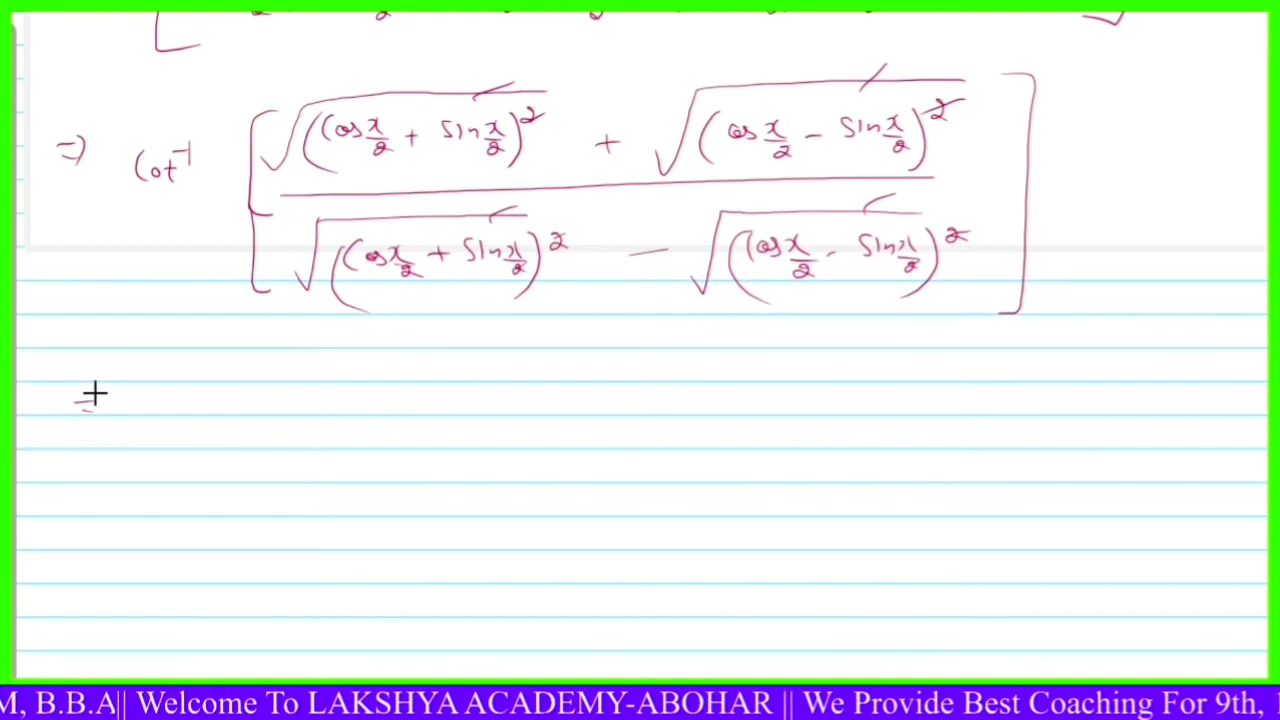 ⇒ Cot⁻¹ [ (√((Cos x/2 + Sin x/2)²) + √((Cos x/2 − Sin x/2)²)) / (√((Cos x/2 + Sin x/2)²) − √((Cos x/2 − Sin x/2)²)) ]
=
M, B.B.A|| Welcome To LAKSHYA ACADEMY-ABOHAR || We Provide Best Coaching For 9th,